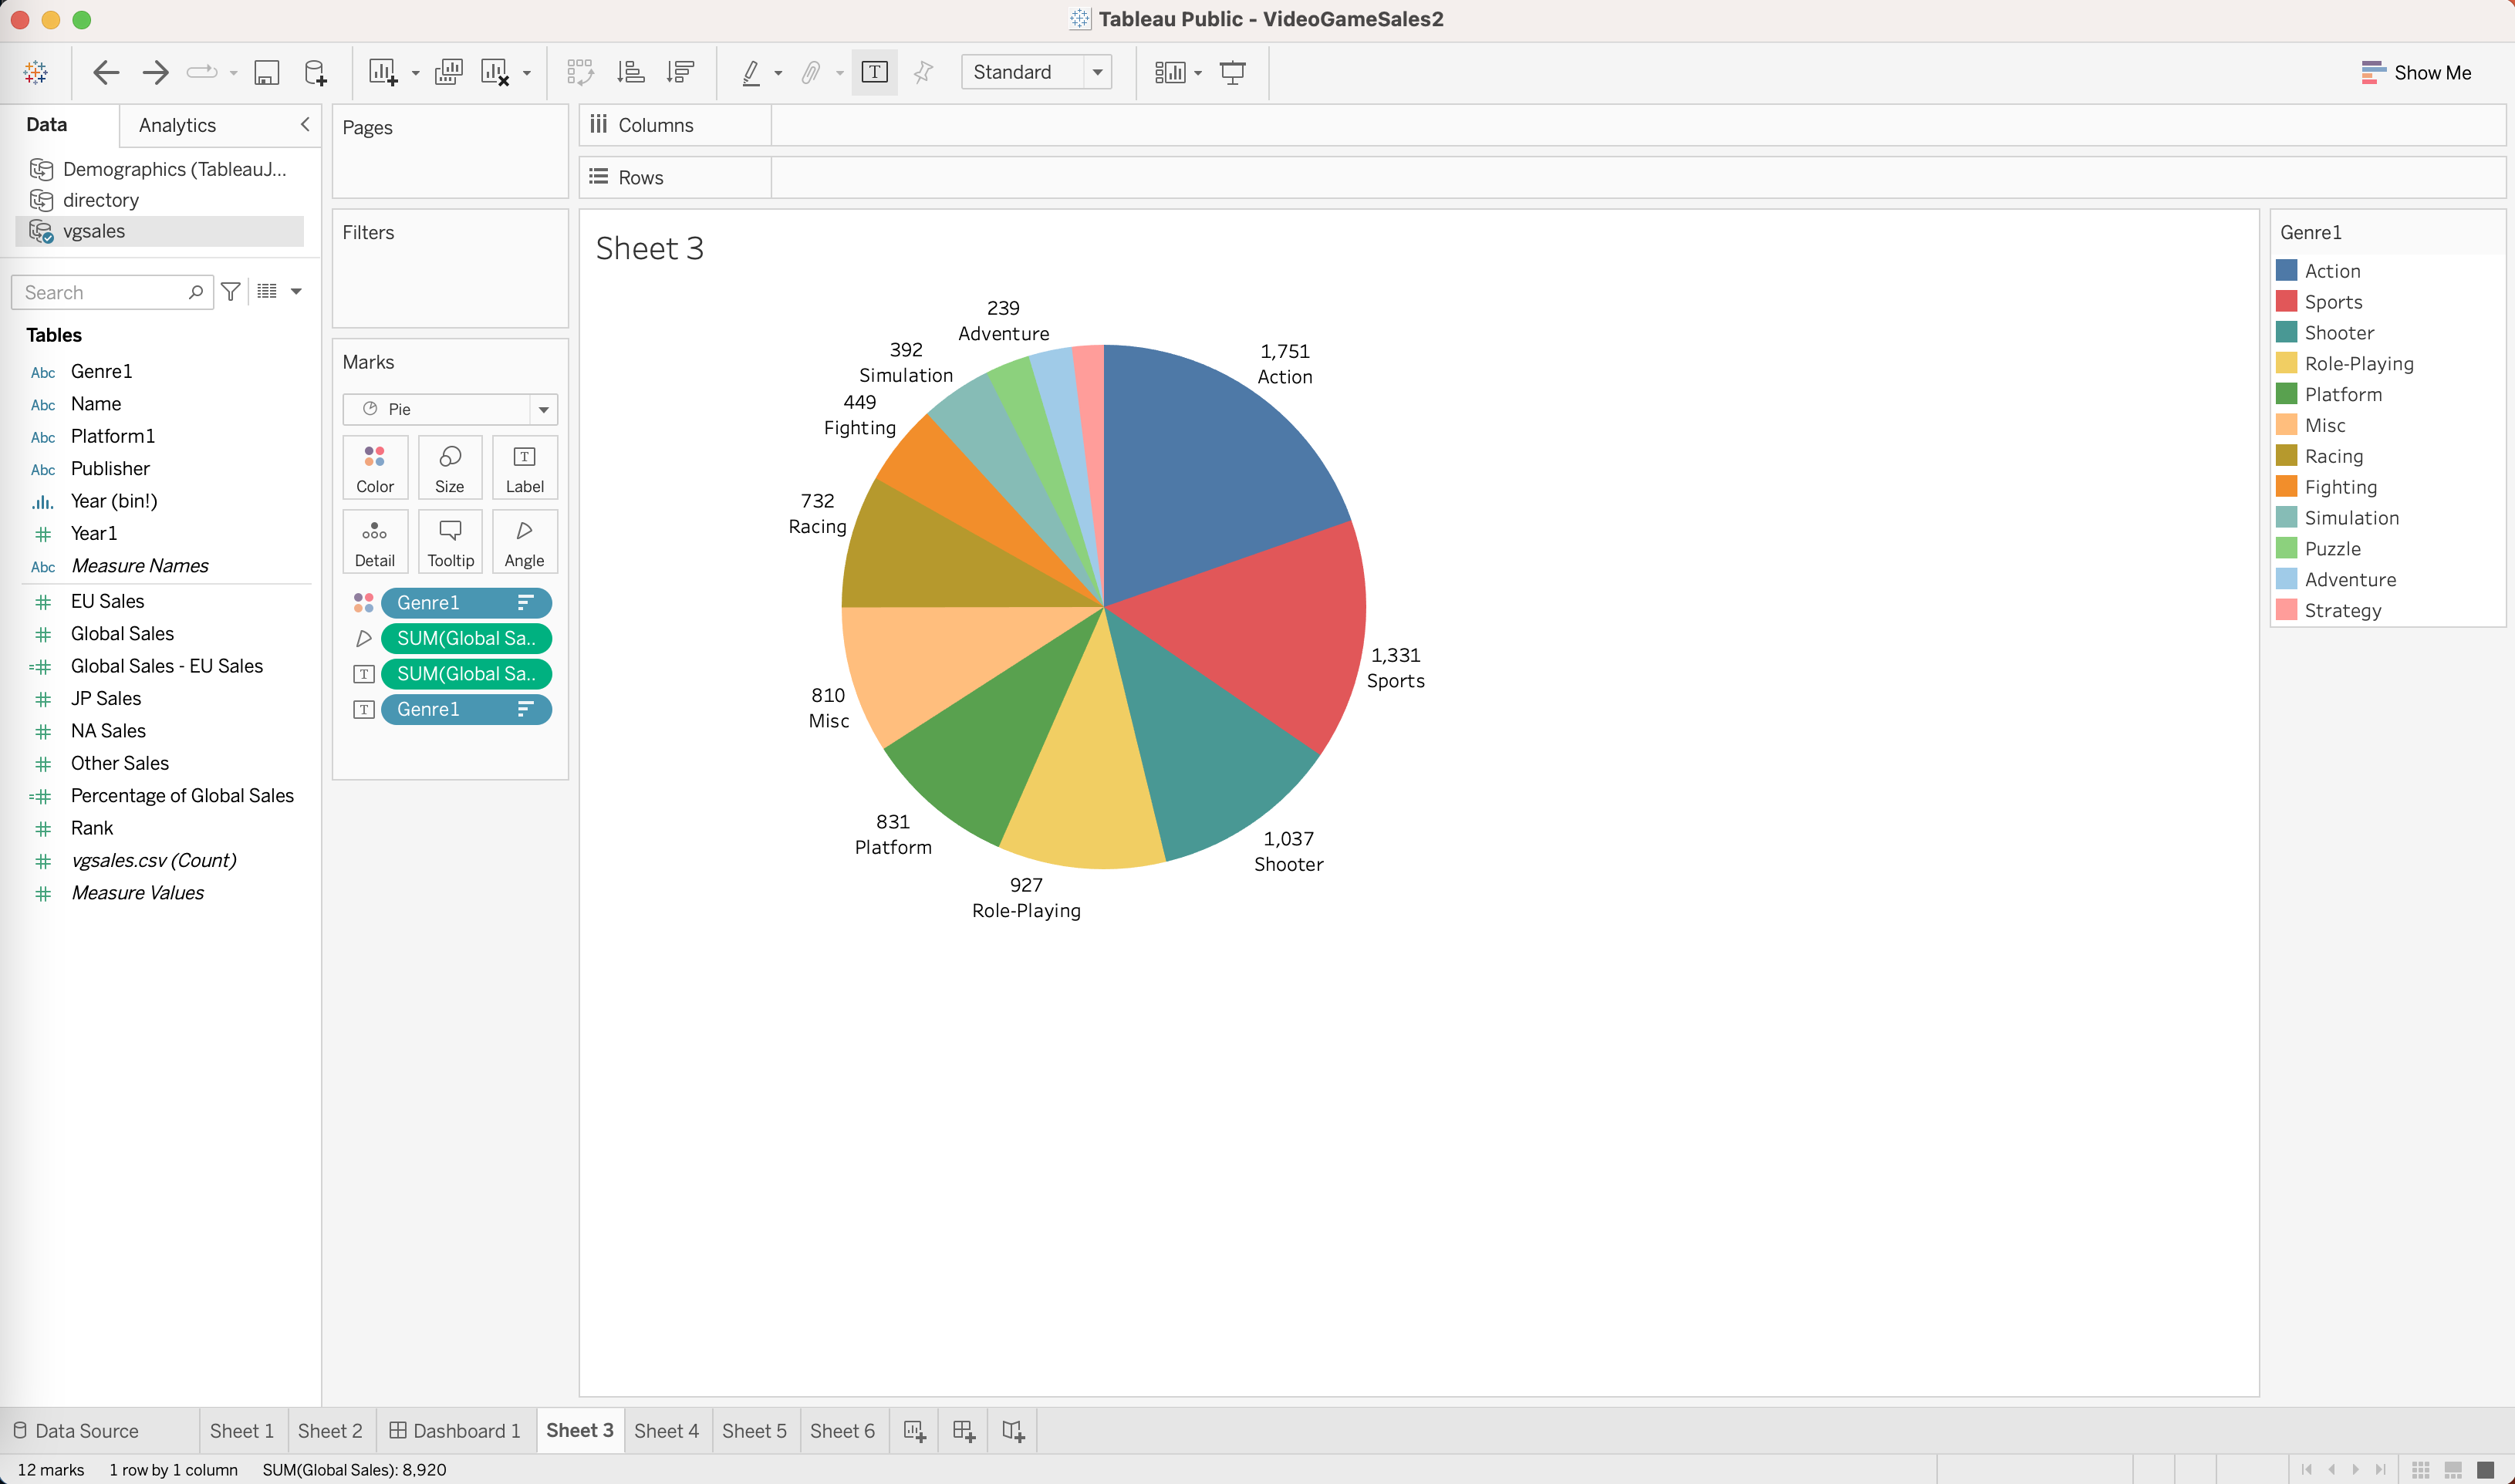 Tableau Public - VideoGameSales2
Standard
Show Me
Data
Analytics
Demographics (TableauJ...
directory
vgsales
Search
Tables
Abc Genre1
Abc Name
Abc Platform1
Abc Publisher
Year (bin!)
# Year1
Abc Measure Names
# EU Sales
# Global Sales
=# Global Sales - EU Sales
# JP Sales
# NA Sales
# Other Sales
=# Percentage of Global Sales
# Rank
# vgsales.csv (Count)
# Measure Values
Pages
Filters
Marks
Pie
Color
Size
T
Label
Detail
Tooltip
Angle
Genre1
SUM(Global Sa..
T SUM(Global Sa..
T Genre1
Columns
Rows
Sheet 3
239
Adventure
392
Simulation
449
Fighting
732
Racing
810
Misc
831
Platform
927
Role-Playing
1,037
Shooter
1,331
Sports
1,751
Action
Genre1
Action
Sports
Shooter
Role-Playing
Platform
Misc
Racing
Fighting
Simulation
Puzzle
Adventure
Strategy
Data Source
Sheet 1
Sheet 2
Dashboard 1
Sheet 3
Sheet 4
Sheet 5
Sheet 6
12 marks
1 row by 1 column
SUM(Global Sales): 8,920